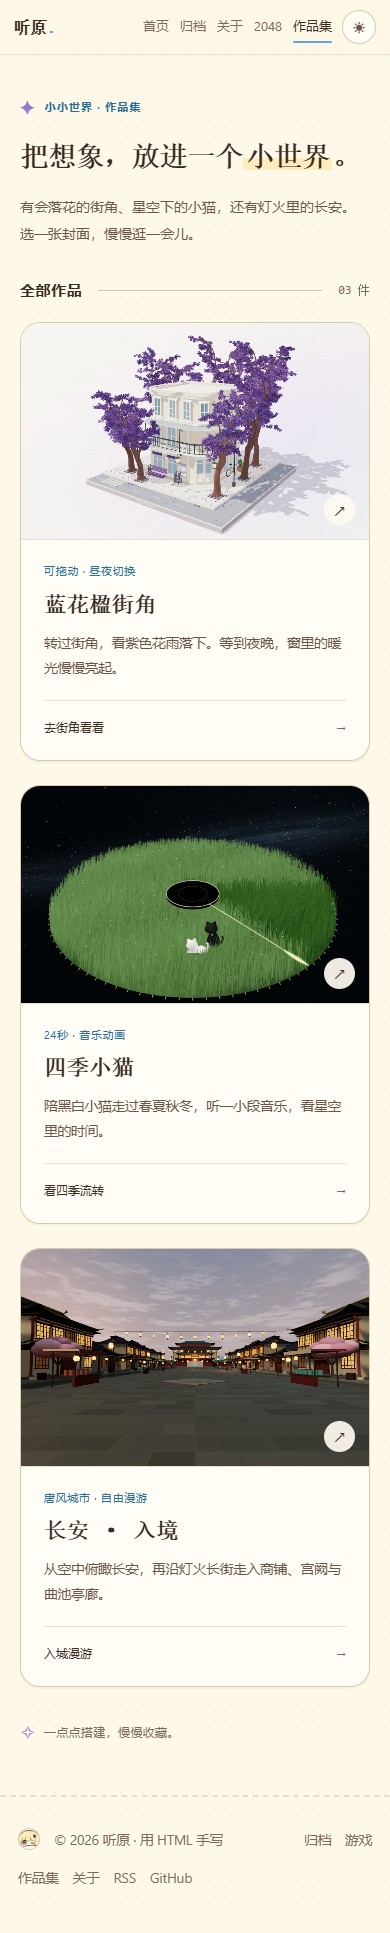 听原。
首页 归档 关于 2048 作品集
小小世界 · 作品集
把想象，放进一个小世界。
有会落花的街角、星空下的小猫，还有灯火里的长安。
选一张封面，慢慢逛一会儿。
全部作品 03 件
↗
可拖动 · 昼夜切换
蓝花楹街角
转过街角，看紫色花雨落下。等到夜晚，窗里的暖
光慢慢亮起。
去街角看看 →
↗
24秒 · 音乐动画
四季小猫
陪黑白小猫走过春夏秋冬，听一小段音乐，看星空
里的时间。
看四季流转 →
↗
唐风城市 · 自由漫游
长安 · 入境
从空中俯瞰长安，再沿灯火长街走入商铺、宫阙与
曲池亭廊。
入城漫游 →
一点点搭建，慢慢收藏。
© 2026 听原 · 用 HTML 手写 归档 游戏
作品集 关于 RSS GitHub